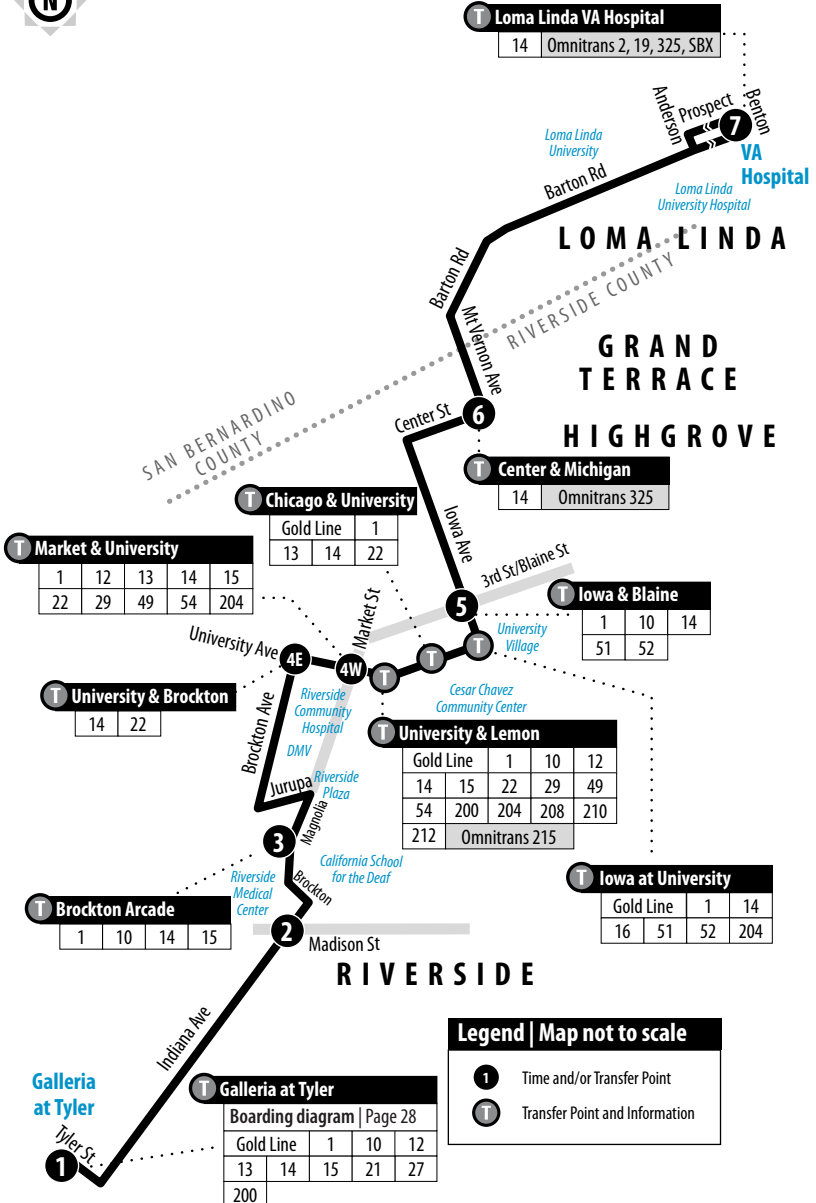 N
T Loma Linda VA Hospital
14 Omnitrans 2, 19, 325, SBX
Anderson
Prospect
Benton
7
VA
Hospital
Loma Linda
University
Barton Rd
Loma Linda
University Hospital
LOMA LINDA
Barton Rd
RIVERSIDE COUNTY
Mt Vernon Ave
GRAND
TERRACE
SAN BERNARDINO
COUNTY
Center St
6
HIGHGROVE
T Center & Michigan
14 Omnitrans 325
T Chicago & University
Gold Line 1
13 14 22
Iowa Ave
T Market & University
1 12 13 14 15
22 29 49 54 204
3rd St/Blaine St
Market St
5
T Iowa & Blaine
1 10 14
51 52
University Ave
4E
4W
T
T
T
University
Village
T University & Brockton
14 22
Brockton Ave
Riverside
Community
Hospital
DMV
Cesar Chavez
Community Center
T University & Lemon
Gold Line 1 10 12
14 15 22 29 49
54 200 204 208 210
212 Omnitrans 215
Jurupa
Riverside
Plaza
Magnolia
3
California School
for the Deaf
Riverside
Medical
Center
Brockton
T Iowa at University
Gold Line 1 14
16 51 52 204
T Brockton Arcade
1 10 14 15
2
Madison St
RIVERSIDE
Indiana Ave
Legend | Map not to scale
1 Time and/or Transfer Point
T Transfer Point and Information
Galleria
at Tyler
Tyler St.
1
T Galleria at Tyler
Boarding diagram | Page 28
Gold Line 1 10 12
13 14 15 21 27
200